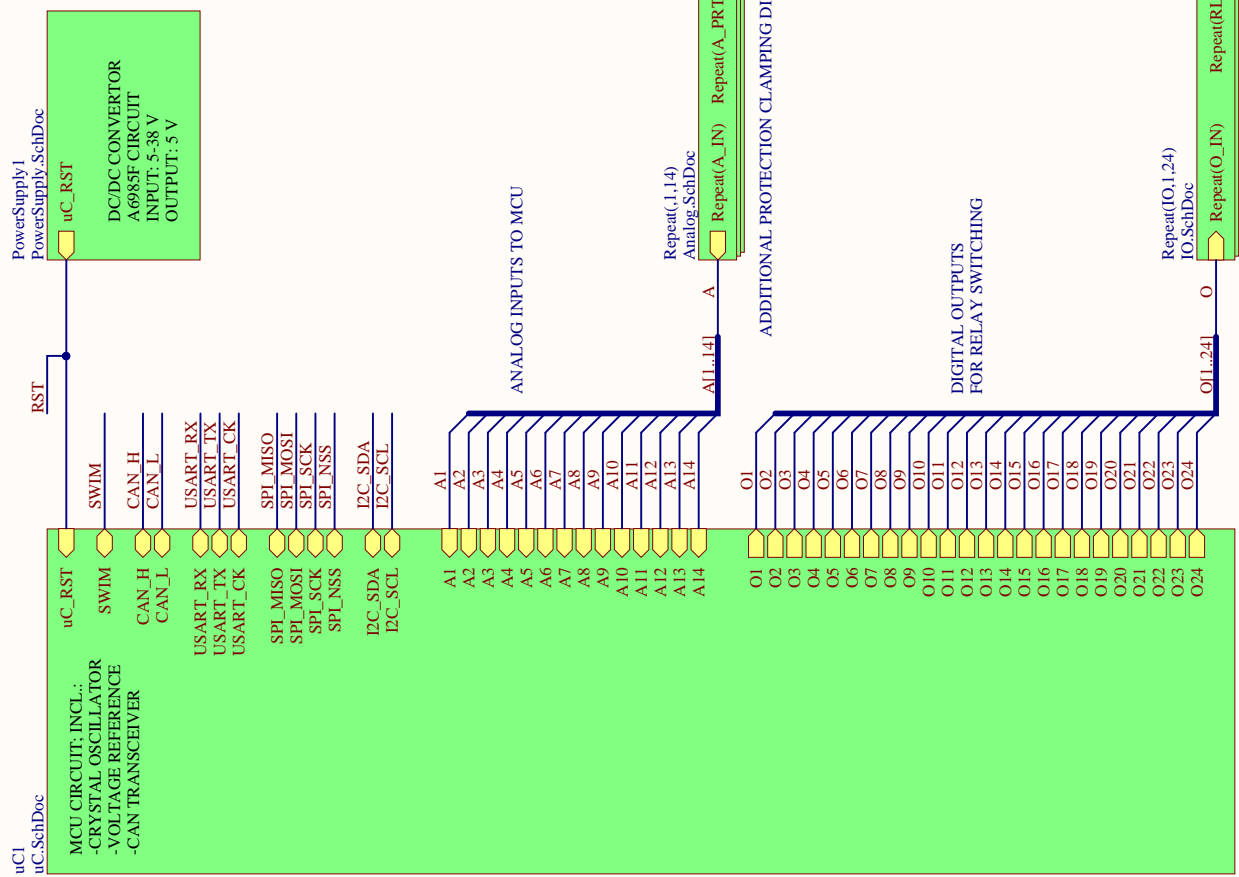 uC1
uC.SchDoc
MCU CIRCUIT; INCL.:
-CRYSTAL OSCILLATOR
-VOLTAGE REFERENCE
-CAN TRANSCEIVER
uC_RST
SWIM
CAN_H
CAN_L
USART_RX
USART_TX
USART_CK
SPI_MISO
SPI_MOSI
SPI_SCK
SPI_NSS
I2C_SDA
I2C_SCL
A1
A2
A3
A4
A5
A6
A7
A8
A9
A10
A11
A12
A13
A14
O1
O2
O3
O4
O5
O6
O7
O8
O9
O10
O11
O12
O13
O14
O15
O16
O17
O18
O19
O20
O21
O22
O23
O24
RST
SWIM
CAN_H
CAN_L
USART_RX
USART_TX
USART_CK
SPI_MISO
SPI_MOSI
SPI_SCK
SPI_NSS
I2C_SDA
I2C_SCL
A1
A2
A3
A4
A5
A6
A7
A8
A9
A10
A11
A12
A13
A14
O1
O2
O3
O4
O5
O6
O7
O8
O9
O10
O11
O12
O13
O14
O15
O16
O17
O18
O19
O20
O21
O22
O23
O24
PowerSupply1
PowerSupply.SchDoc
uC_RST
DC/DC CONVERTOR
A6985F CIRCUIT
INPUT: 5-38 V
OUTPUT: 5 V
ANALOG INPUTS TO MCU
A[1..14]
A
Repeat(,1,14)
Analog.SchDoc
Repeat(A_IN)
Repeat(A_PRT
ADDITIONAL PROTECTION CLAMPING DI
DIGITAL OUTPUTS
FOR RELAY SWITCHING
O[1..24]
O
Repeat(IO,1,24)
IO.SchDoc
Repeat(O_IN)
Repeat(RL